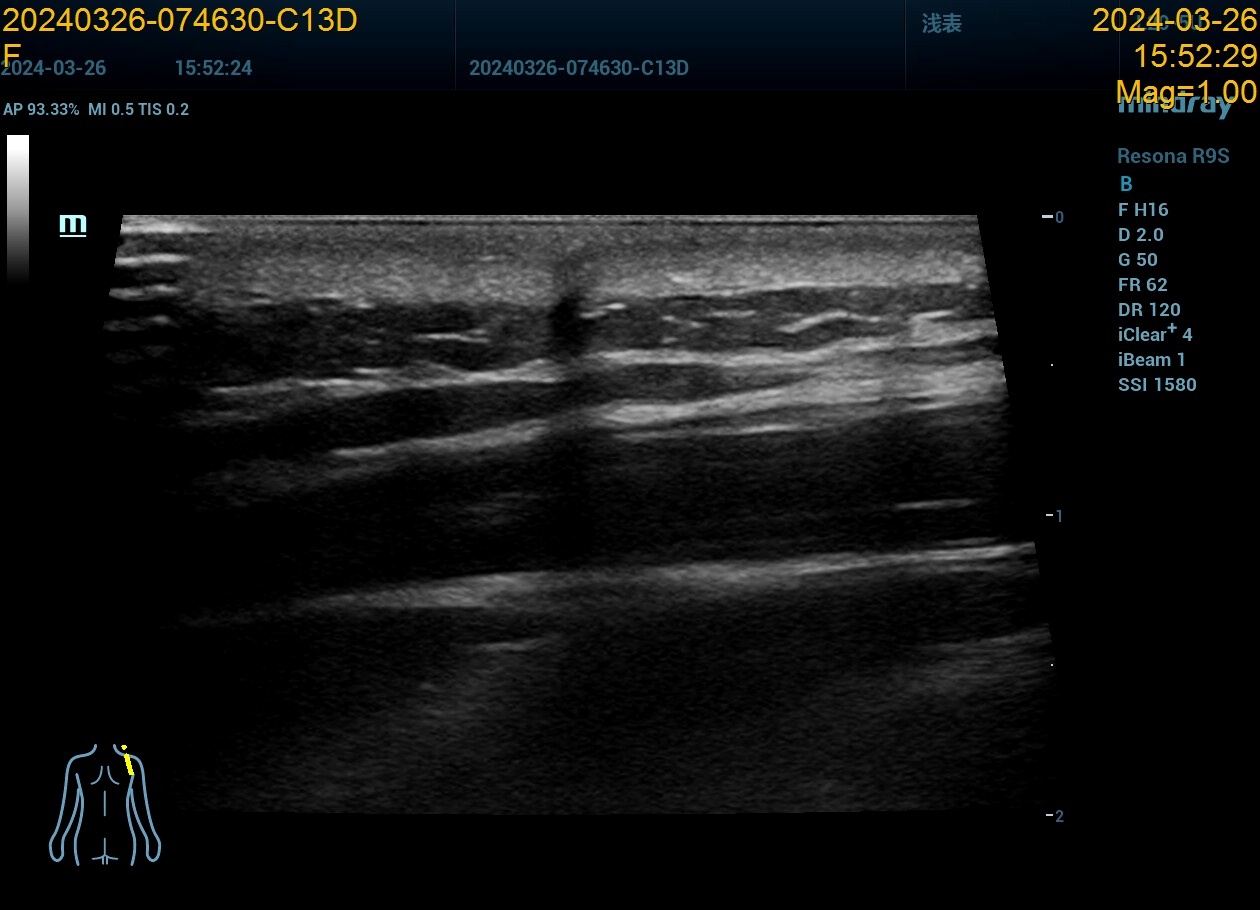 20240326-074630-C13D
F
2024-03-26 15:52:24 20240326-074630-C13D
浅表
2024-03-26
15:52:29
Mag=1.00
AP 93.33% MI 0.5 TIS 0.2
mindray
m
Resona R9S
B
F H16
D 2.0
G 50
FR 62
DR 120
iClear+ 4
iBeam 1
SSI 1580
0
1
2